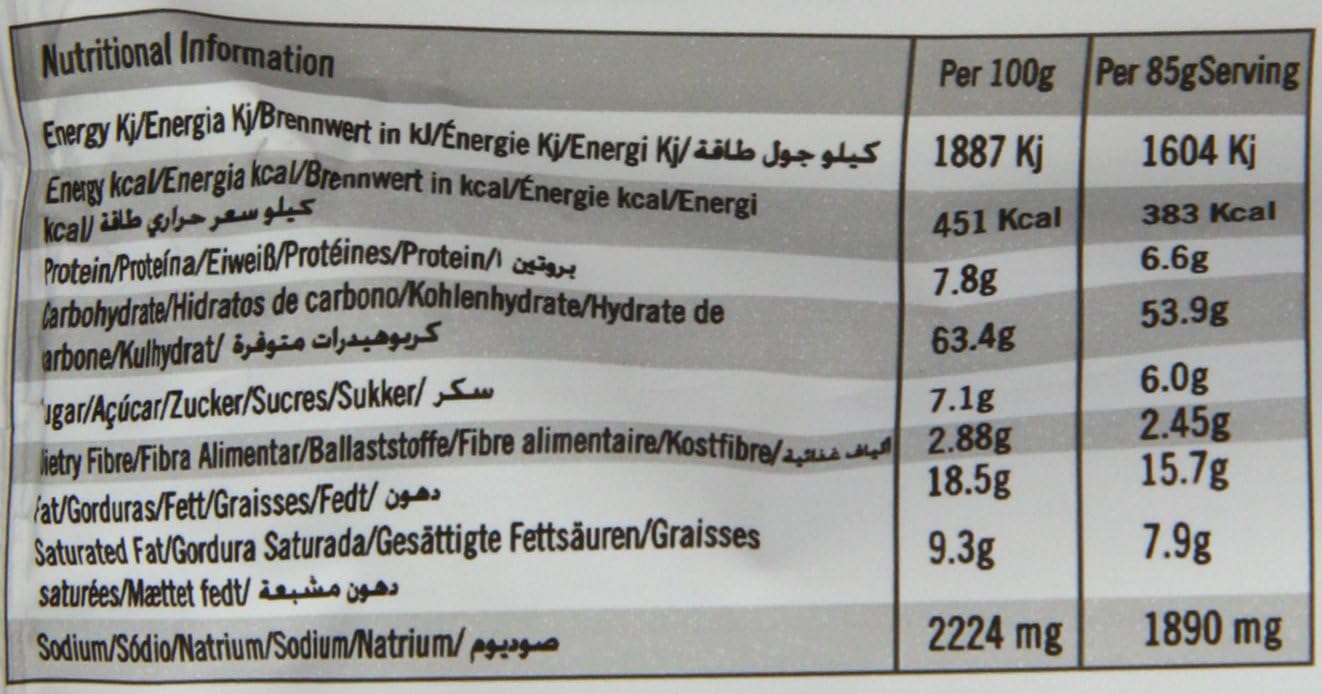 Nutritional Information Per 100g Per 85gServing
Energy Kj/Energia Kj/Brennwert in kJ/Énergie Kj/Energi Kj/ كيلو جول طاقة 1887 Kj 1604 Kj
Energy kcal/Energia kcal/Brennwert in kcal/Énergie kcal/Energi
kcal/ كيلو سعر حراري طاقة 451 Kcal 383 Kcal
Protein/Proteína/Eiweiß/Protéines/Protein/ بروتين 7.8g 6.6g
Carbohydrate/Hidratos de carbono/Kohlenhydrate/Hydrate de
arbone/Kulhydrat/ كربوهيدرات متوفرة 63.4g 53.9g
ugar/Açúcar/Zucker/Sucres/Sukker/ سكر 7.1g 6.0g
ietry Fibre/Fibra Alimentar/Ballaststoffe/Fibre alimentaire/Kostfibre/ الياف غذائية 2.88g 2.45g
Fat/Gorduras/Fett/Graisses/Fedt/ دهون 18.5g 15.7g
Saturated Fat/Gordura Saturada/Gesättigte Fettsäuren/Graisses
saturées/Mættet fedt/ دهون مشبعة 9.3g 7.9g
Sodium/Sódio/Natrium/Sodium/Natrium/ صوديوم 2224 mg 1890 mg